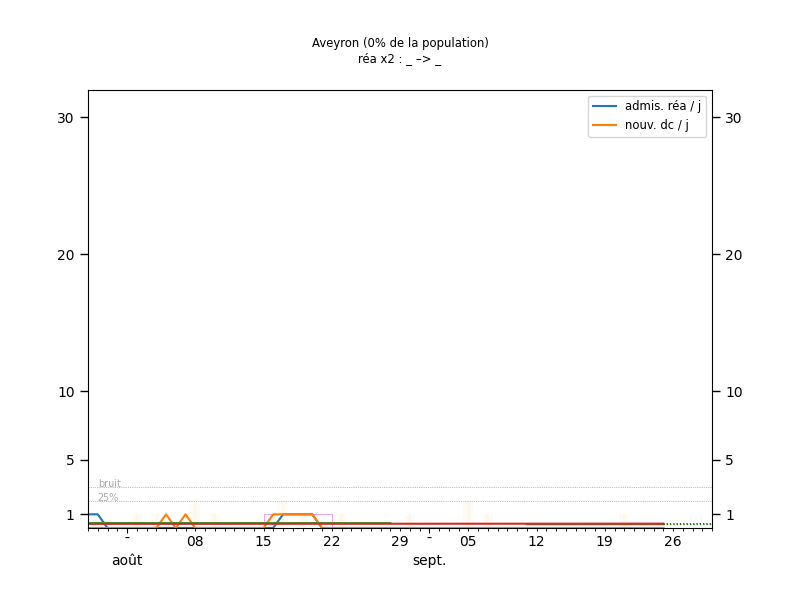 Aveyron (0% de la population)
réa x2 : _ –> _
admis. réa / j
nouv. dc / j
30 30
20 20
10 10
5 5
bruit
25%
1 1
- 08 15 22 29 - 05 12 19 26
août sept.